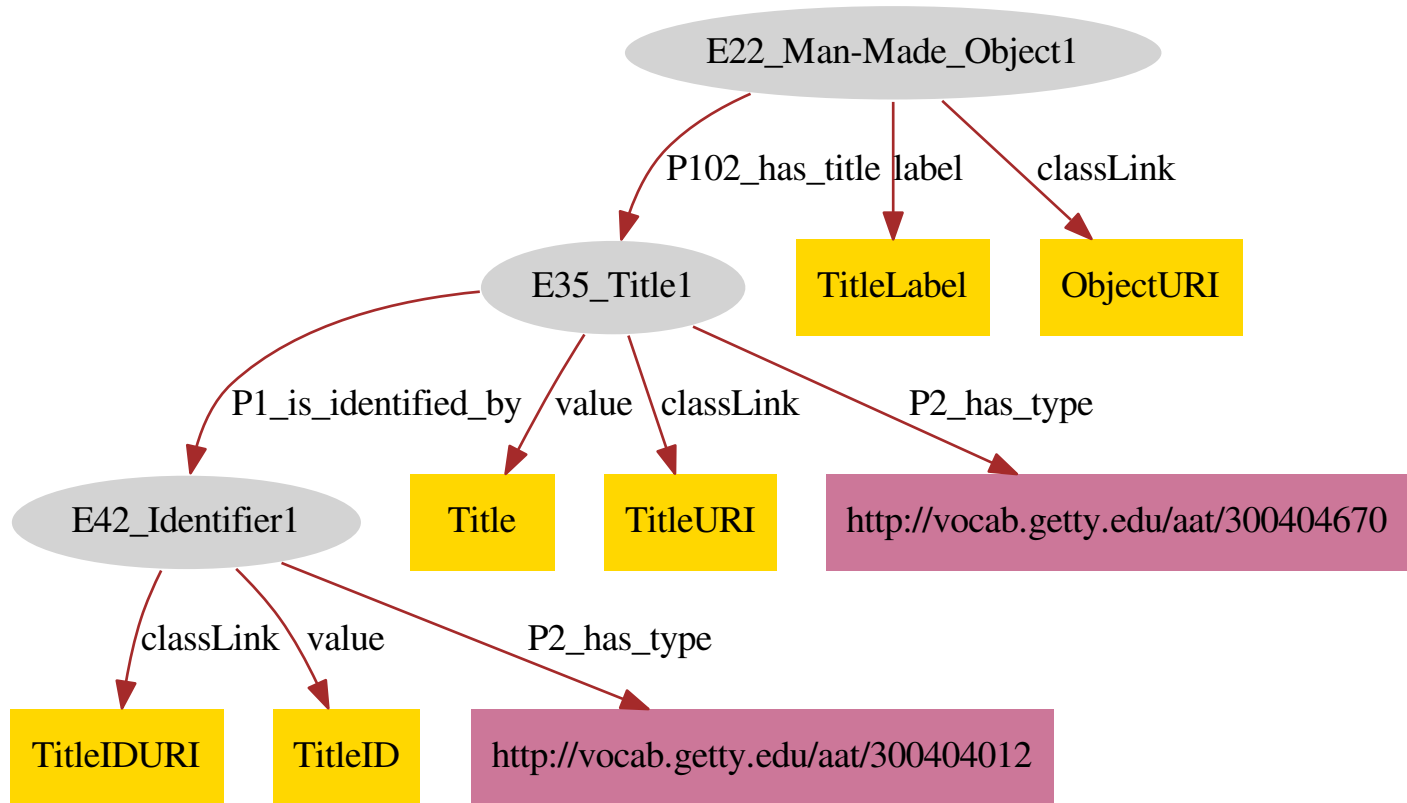 E22_Man-Made_Object1
P102_has_title
label
classLink
E35_Title1
TitleLabel
ObjectURI
P1_is_identified_by
value
classLink
P2_has_type
E42_Identifier1
Title
TitleURI
http://vocab.getty.edu/aat/300404670
classLink
value
P2_has_type
TitleIDURI
TitleID
http://vocab.getty.edu/aat/300404012